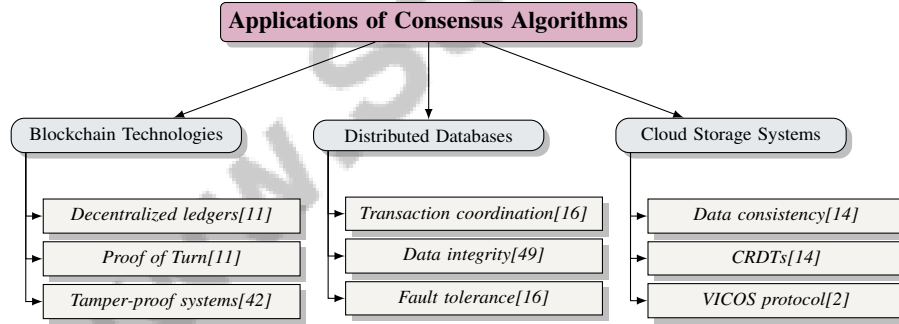 Applications of Consensus Algorithms
Blockchain Technologies
Distributed Databases
Cloud Storage Systems
Decentralized ledgers[11]
Proof of Turn[11]
Tamper-proof systems[42]
Transaction coordination[16]
Data integrity[49]
Fault tolerance[16]
Data consistency[14]
CRDTs[14]
VICOS protocol[2]